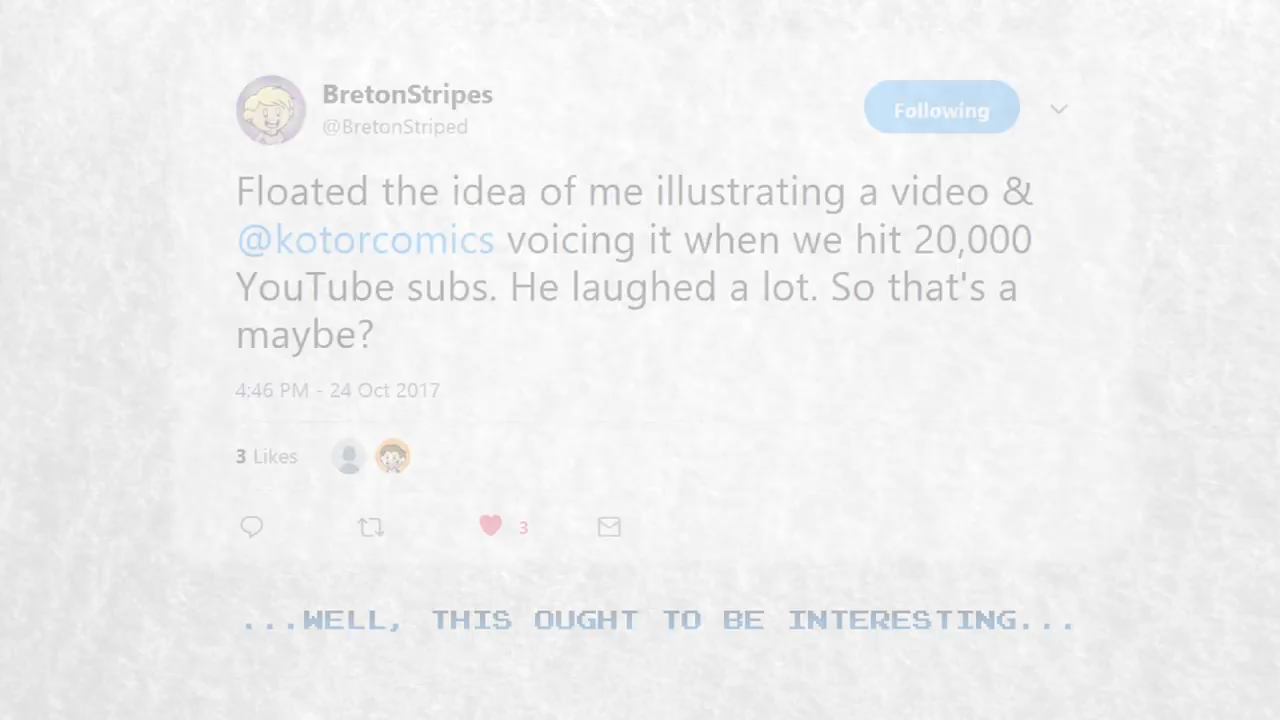 BretonStripes
@BretonStriped
Following
Floated the idea of me illustrating a video &
@kotorcomics voicing it when we hit 20,000
YouTube subs. He laughed a lot. So that's a
maybe?
4:46 PM - 24 Oct 2017
3 Likes
3
...WELL, THIS OUGHT TO BE INTERESTING...